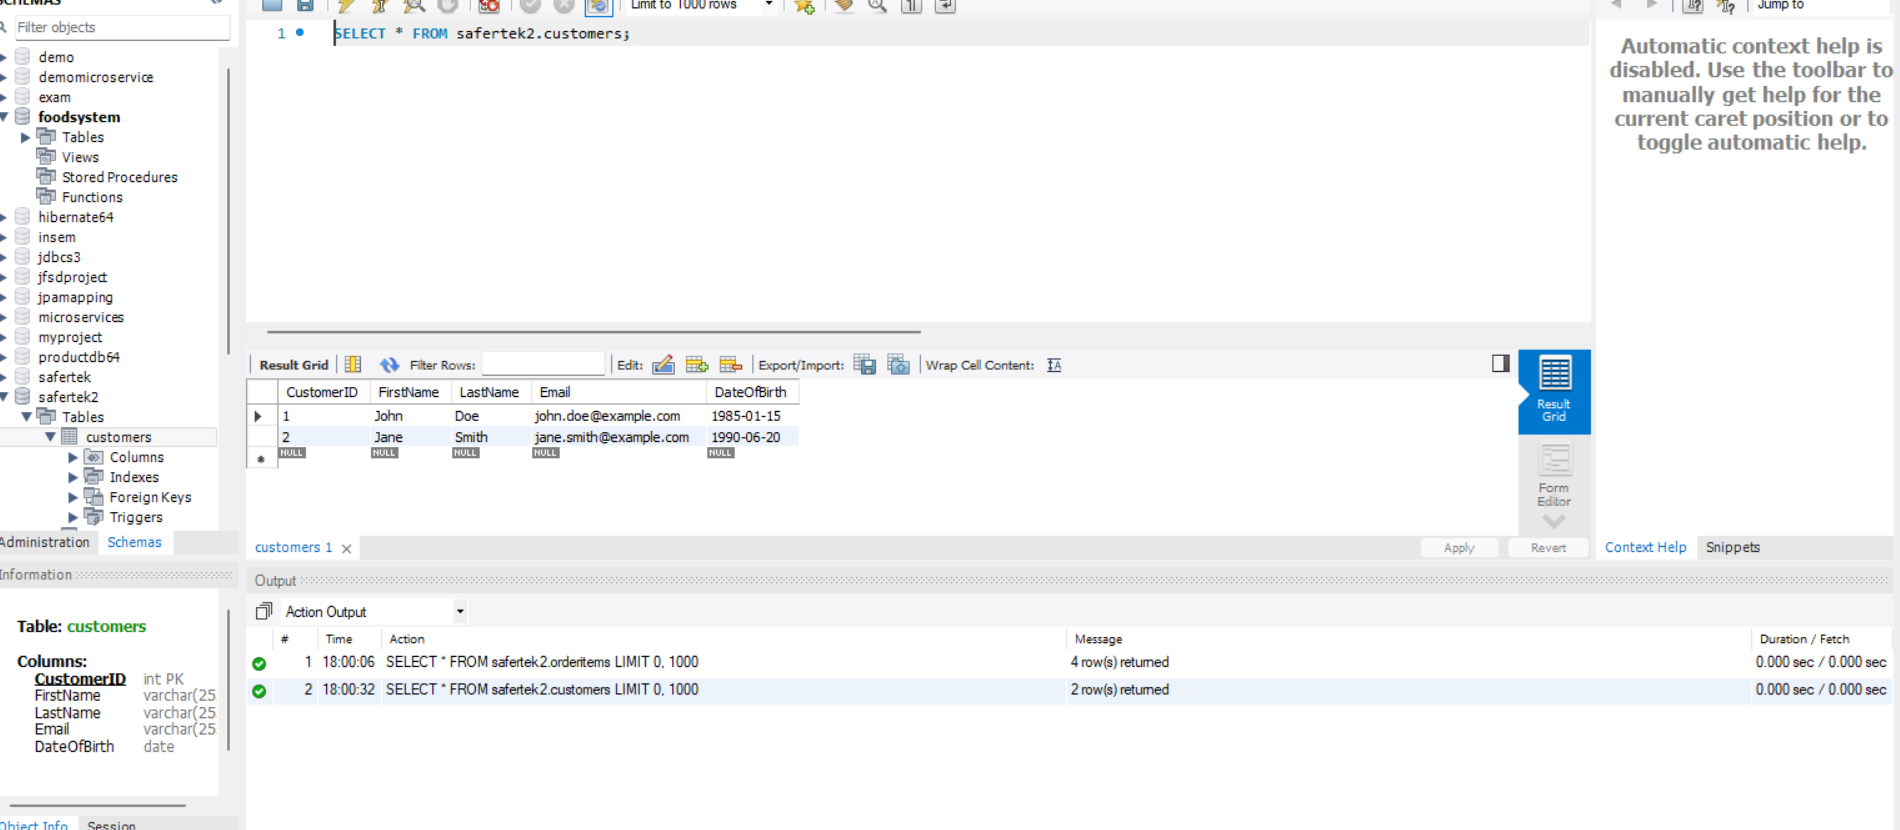 SCHEMAS
Filter objects
demo
demomicroservice
exam
foodsystem
Tables
Views
Stored Procedures
Functions
hibernate64
insem
jdbcs3
jfsdproject
jpamapping
microservices
myproject
productdb64
safertek
safertek2
Tables
customers
Columns
Indexes
Foreign Keys
Triggers
Administration Schemas
Information
Table: customers
Columns:
CustomerID int PK
FirstName varchar(25
LastName varchar(25
Email varchar(25
DateOfBirth date
Object Info Session
Limit to 1000 rows
1 SELECT * FROM safertek2.customers;
Result Grid Filter Rows: Edit: Export/Import: Wrap Cell Content:
CustomerID FirstName LastName Email DateOfBirth
1 John Doe john.doe@example.com 1985-01-15
2 Jane Smith jane.smith@example.com 1990-06-20
NULL NULL NULL NULL NULL
Result
Grid
Form
Editor
customers 1 Apply Revert
Output
Action Output
# Time Action Message Duration / Fetch
1 18:00:06 SELECT * FROM safertek2.orderitems LIMIT 0, 1000 4 row(s) returned 0.000 sec / 0.000 sec
2 18:00:32 SELECT * FROM safertek2.customers LIMIT 0, 1000 2 row(s) returned 0.000 sec / 0.000 sec
Jump to
Automatic context help is
disabled. Use the toolbar to
manually get help for the
current caret position or to
toggle automatic help.
Context Help Snippets